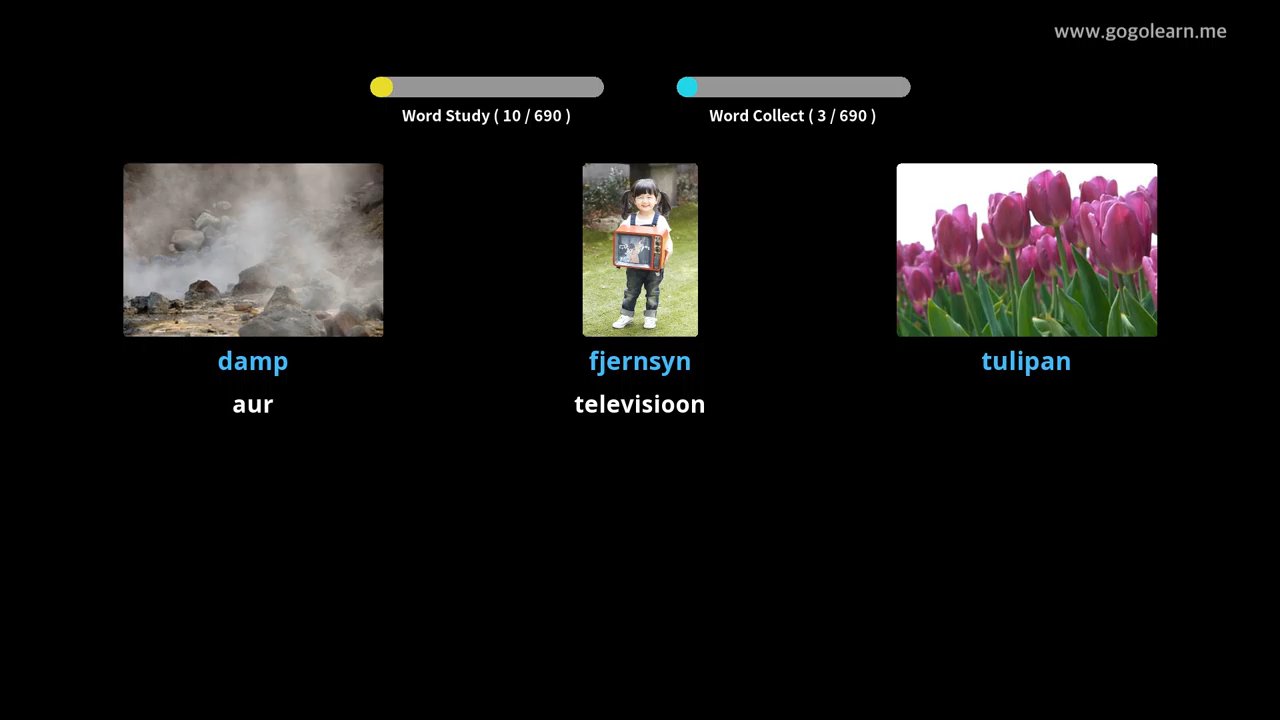 www.gogolearn.me
Word Study ( 10 / 690 )
Word Collect ( 3 / 690 )
damp
fjernsyn
tulipan
aur
televisioon